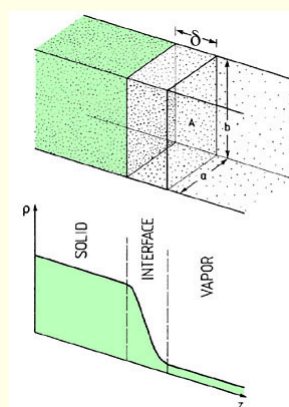 δ
A
b
a
ρ
SOLID
INTERFACE
VAPOR
z